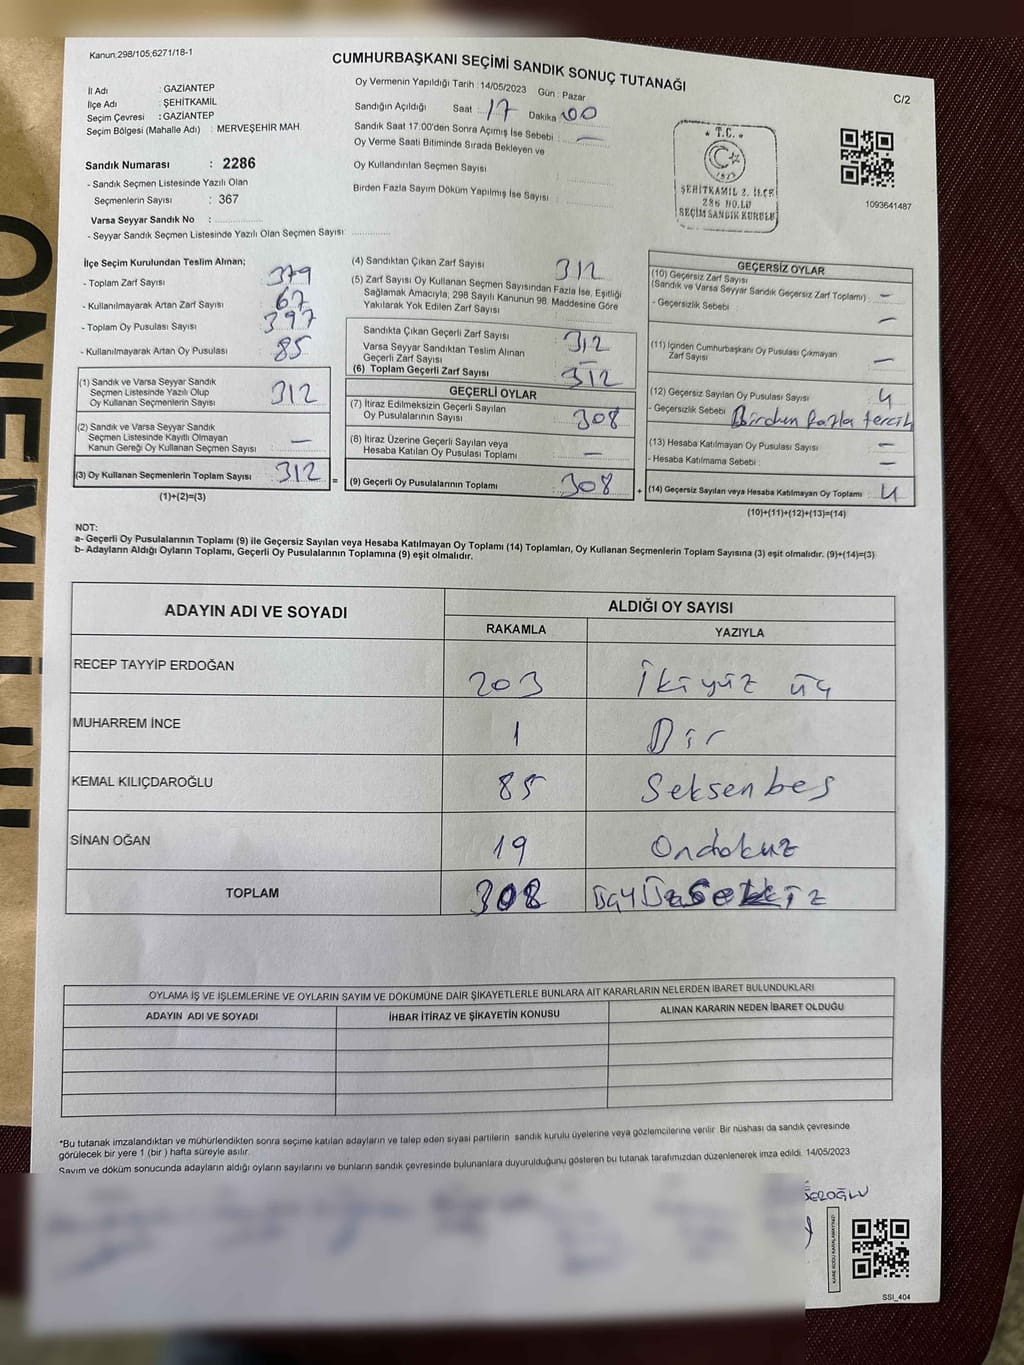 Kanun;298/105;6271/18-1
CUMHURBAŞKANI SEÇİMİ SANDIK SONUÇ TUTANAĞI
C/2
İl Adı : GAZİANTEP
İlçe Adı : ŞEHİTKAMİL
Seçim Çevresi : GAZİANTEP
Seçim Bölgesi (Mahalle Adı) : MERVEŞEHİR MAH.
Sandık Numarası : 2286
- Sandık Seçmen Listesinde Yazılı Olan
Seçmenlerin Sayısı : 367
Varsa Seyyar Sandık No :
- Seyyar Sandık Seçmen Listesinde Yazılı Olan Seçmen Sayısı:
Oy Vermenin Yapıldığı Tarih : 14/05/2023 Gün : Pazar
Sandığın Açıldığı Saat : 17 Dakika : 00
Sandık Saat 17.00'den Sonra Açımış İse Sebebi : —
Oy Verme Saati Bitiminde Sırada Bekleyen ve
Oy Kullandırılan Seçmen Sayısı :
Birden Fazla Sayım Döküm Yapılmış İse Sayısı :
★ T.C. ★
1923
ŞEHİTKAMİL 2. İLÇE
286 NO.LU
SEÇİM SANDIK KURULU
1093641487
İlçe Seçim Kurulundan Teslim Alınan;
- Toplam Zarf Sayısı : 379
- Kullanılmayarak Artan Zarf Sayısı : 67
- Toplam Oy Pusulası Sayısı : 397
- Kullanılmayarak Artan Oy Pusulası : 85
(1) Sandık ve Varsa Seyyar Sandık
Seçmen Listesinde Yazılı Olup
Oy Kullanan Seçmenlerin Sayısı : 312
(2) Sandık ve Varsa Seyyar Sandık
Seçmen Listesinde Kayıtlı Olmayan
Kanun Gereği Oy Kullanan Seçmen Sayısı : —
(3) Oy Kullanan Seçmenlerin Toplam Sayısı : 312
(1)+(2)=(3)
(4) Sandıktan Çıkan Zarf Sayısı : 312
(5) Zarf Sayısı Oy Kullanan Seçmen Sayısından Fazla İse, Eşitliği
Sağlamak Amacıyla, 298 Sayılı Kanunun 98. Maddesine Göre
Yakılarak Yok Edilen Zarf Sayısı :
Sandıkta Çıkan Geçerli Zarf Sayısı : 312
Varsa Seyyar Sandıktan Teslim Alınan
Geçerli Zarf Sayısı : —
(6) Toplam Geçerli Zarf Sayısı : 312
GEÇERLİ OYLAR
(7) İtiraz Edilmeksizin Geçerli Sayılan
Oy Pusulalarının Sayısı : 308
(8) İtiraz Üzerine Geçerli Sayılan veya
Hesaba Katılan Oy Pusulası Toplamı : —
= (9) Geçerli Oy Pusulalarının Toplamı : 308
GEÇERSİZ OYLAR
(10) Geçersiz Zarf Sayısı
(Sandık ve Varsa Seyyar Sandık Geçersiz Zarf Toplamı) : —
- Geçersizlik Sebebi : —
(11) İçinden Cumhurbaşkanı Oy Pusulası Çıkmayan
Zarf Sayısı : —
(12) Geçersiz Sayılan Oy Pusulası Sayısı : 4
- Geçersizlik Sebebi : Birden fazla tercih
(13) Hesaba Katılmayan Oy Pusulası Sayısı : —
- Hesaba Katılmama Sebebi : —
+ (14) Geçersiz Sayılan veya Hesaba Katılmayan Oy Toplamı : 4
(10)+(11)+(12)+(13)=(14)
NOT:
a- Geçerli Oy Pusulalarının Toplamı (9) ile Geçersiz Sayılan veya Hesaba Katılmayan Oy Toplamı (14) Toplamları, Oy Kullanan Seçmenlerin Toplam Sayısına (3) eşit olmalıdır. (9)+(14)=(3)
b- Adayların Aldığı Oyların Toplamı, Geçerli Oy Pusulalarının Toplamına (9) eşit olmalıdır.
ADAYIN ADI VE SOYADI ALDIĞI OY SAYISI
RAKAMLA YAZIYLA
RECEP TAYYİP ERDOĞAN 203 İkiyüz üç
MUHARREM İNCE 1 Bir
KEMAL KILIÇDAROĞLU 85 Seksenbeş
SİNAN OĞAN 19 Ondokuz
TOPLAM 308 ÜçyÜzSekkiz
OYLAMA İŞ VE İŞLEMLERİNE VE OYLARIN SAYIM VE DÖKÜMÜNE DAİR ŞİKAYETLERLE BUNLARA AİT KARARLARIN NELERDEN İBARET BULUNDUKLARI
ADAYIN ADI VE SOYADI İHBAR İTİRAZ VE ŞİKAYETİN KONUSU ALINAN KARARIN NEDEN İBARET OLDUĞU
*Bu tutanak imzalandıktan ve mühürlendikten sonra seçime katılan adayların ve talep eden siyasi partilerin sandık kurulu üyelerine veya gözlemcilerine verilir. Bir nüshası da sandık çevresinde
görülecek bir yere 1 (bir ) hafta süreyle asılır.
Sayım ve döküm sonucunda adayların aldığı oyların sayılarını ve bunların sandık çevresinde bulunanlara duyurulduğunu gösteren bu tutanak tarafımızdan düzenlenerek imza edildi. 14/05/2023
SSI_404